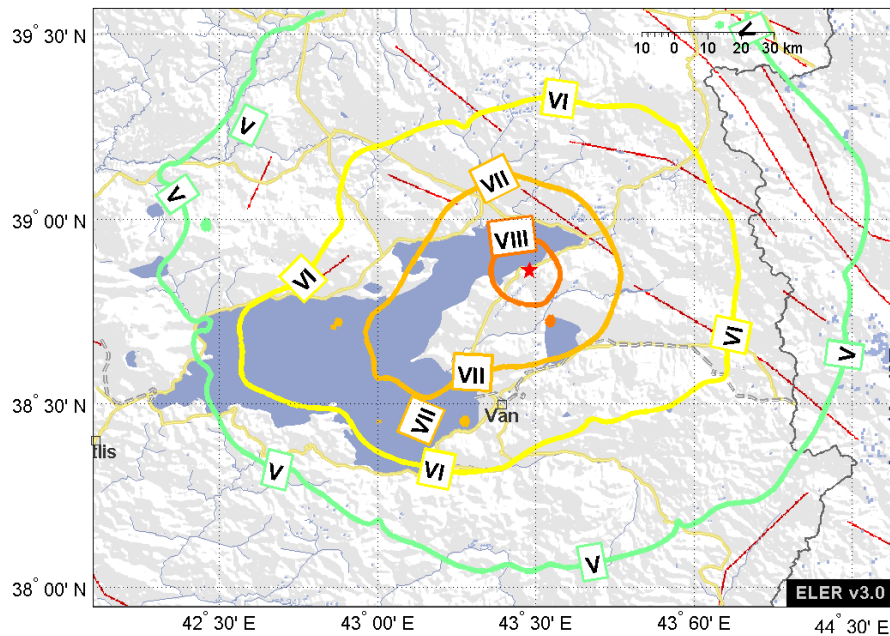 39° 30' N
39° 00' N
38° 30' N
38° 00' N
10 0 10 20 30 km
V
V
VI
V
V
VII
VIII
VI
VI
V
VII
VII
Van
tlis
VI
V
V
ELER v3.0
42° 30' E
43° 00' E
43° 30' E
43° 60' E
44° 30' E